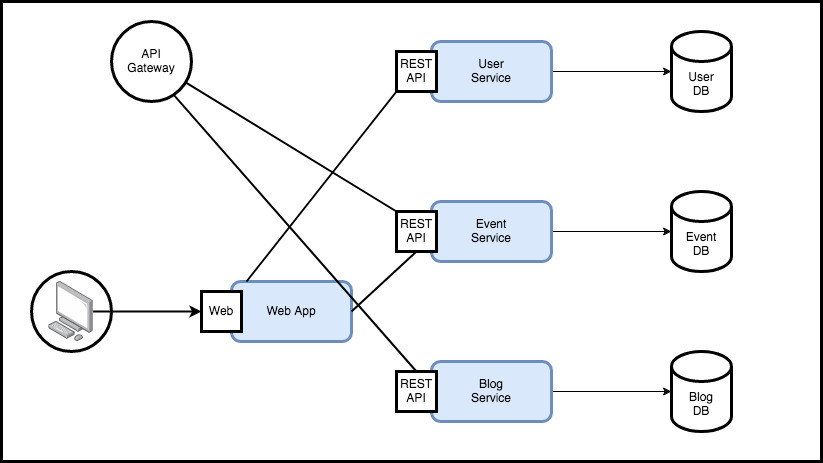 API
Gateway
REST
API
User
Service
User
DB
REST
API
Event
Service
Event
DB
Web
Web App
REST
API
Blog
Service
Blog
DB